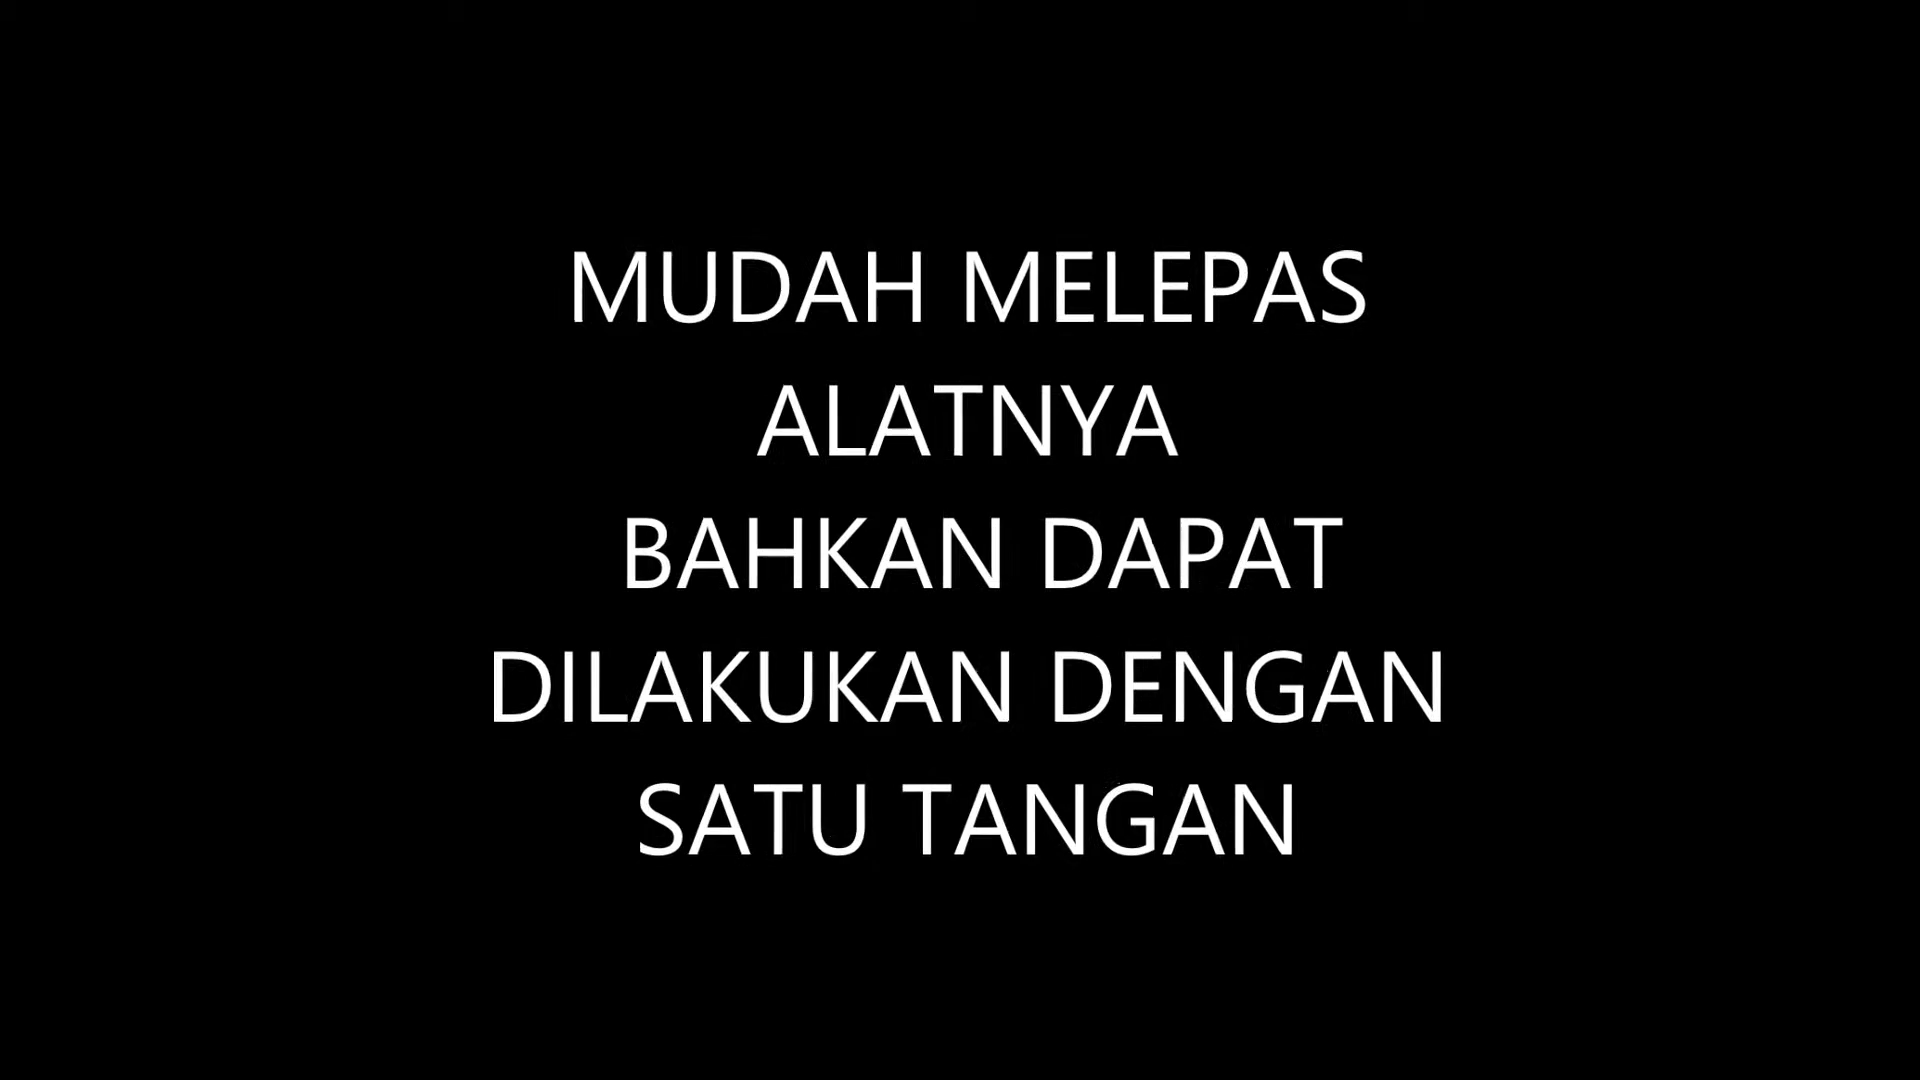 MUDAH MELEPAS
ALATNYA
BAHKAN DAPAT
DILAKUKAN DENGAN
SATU TANGAN